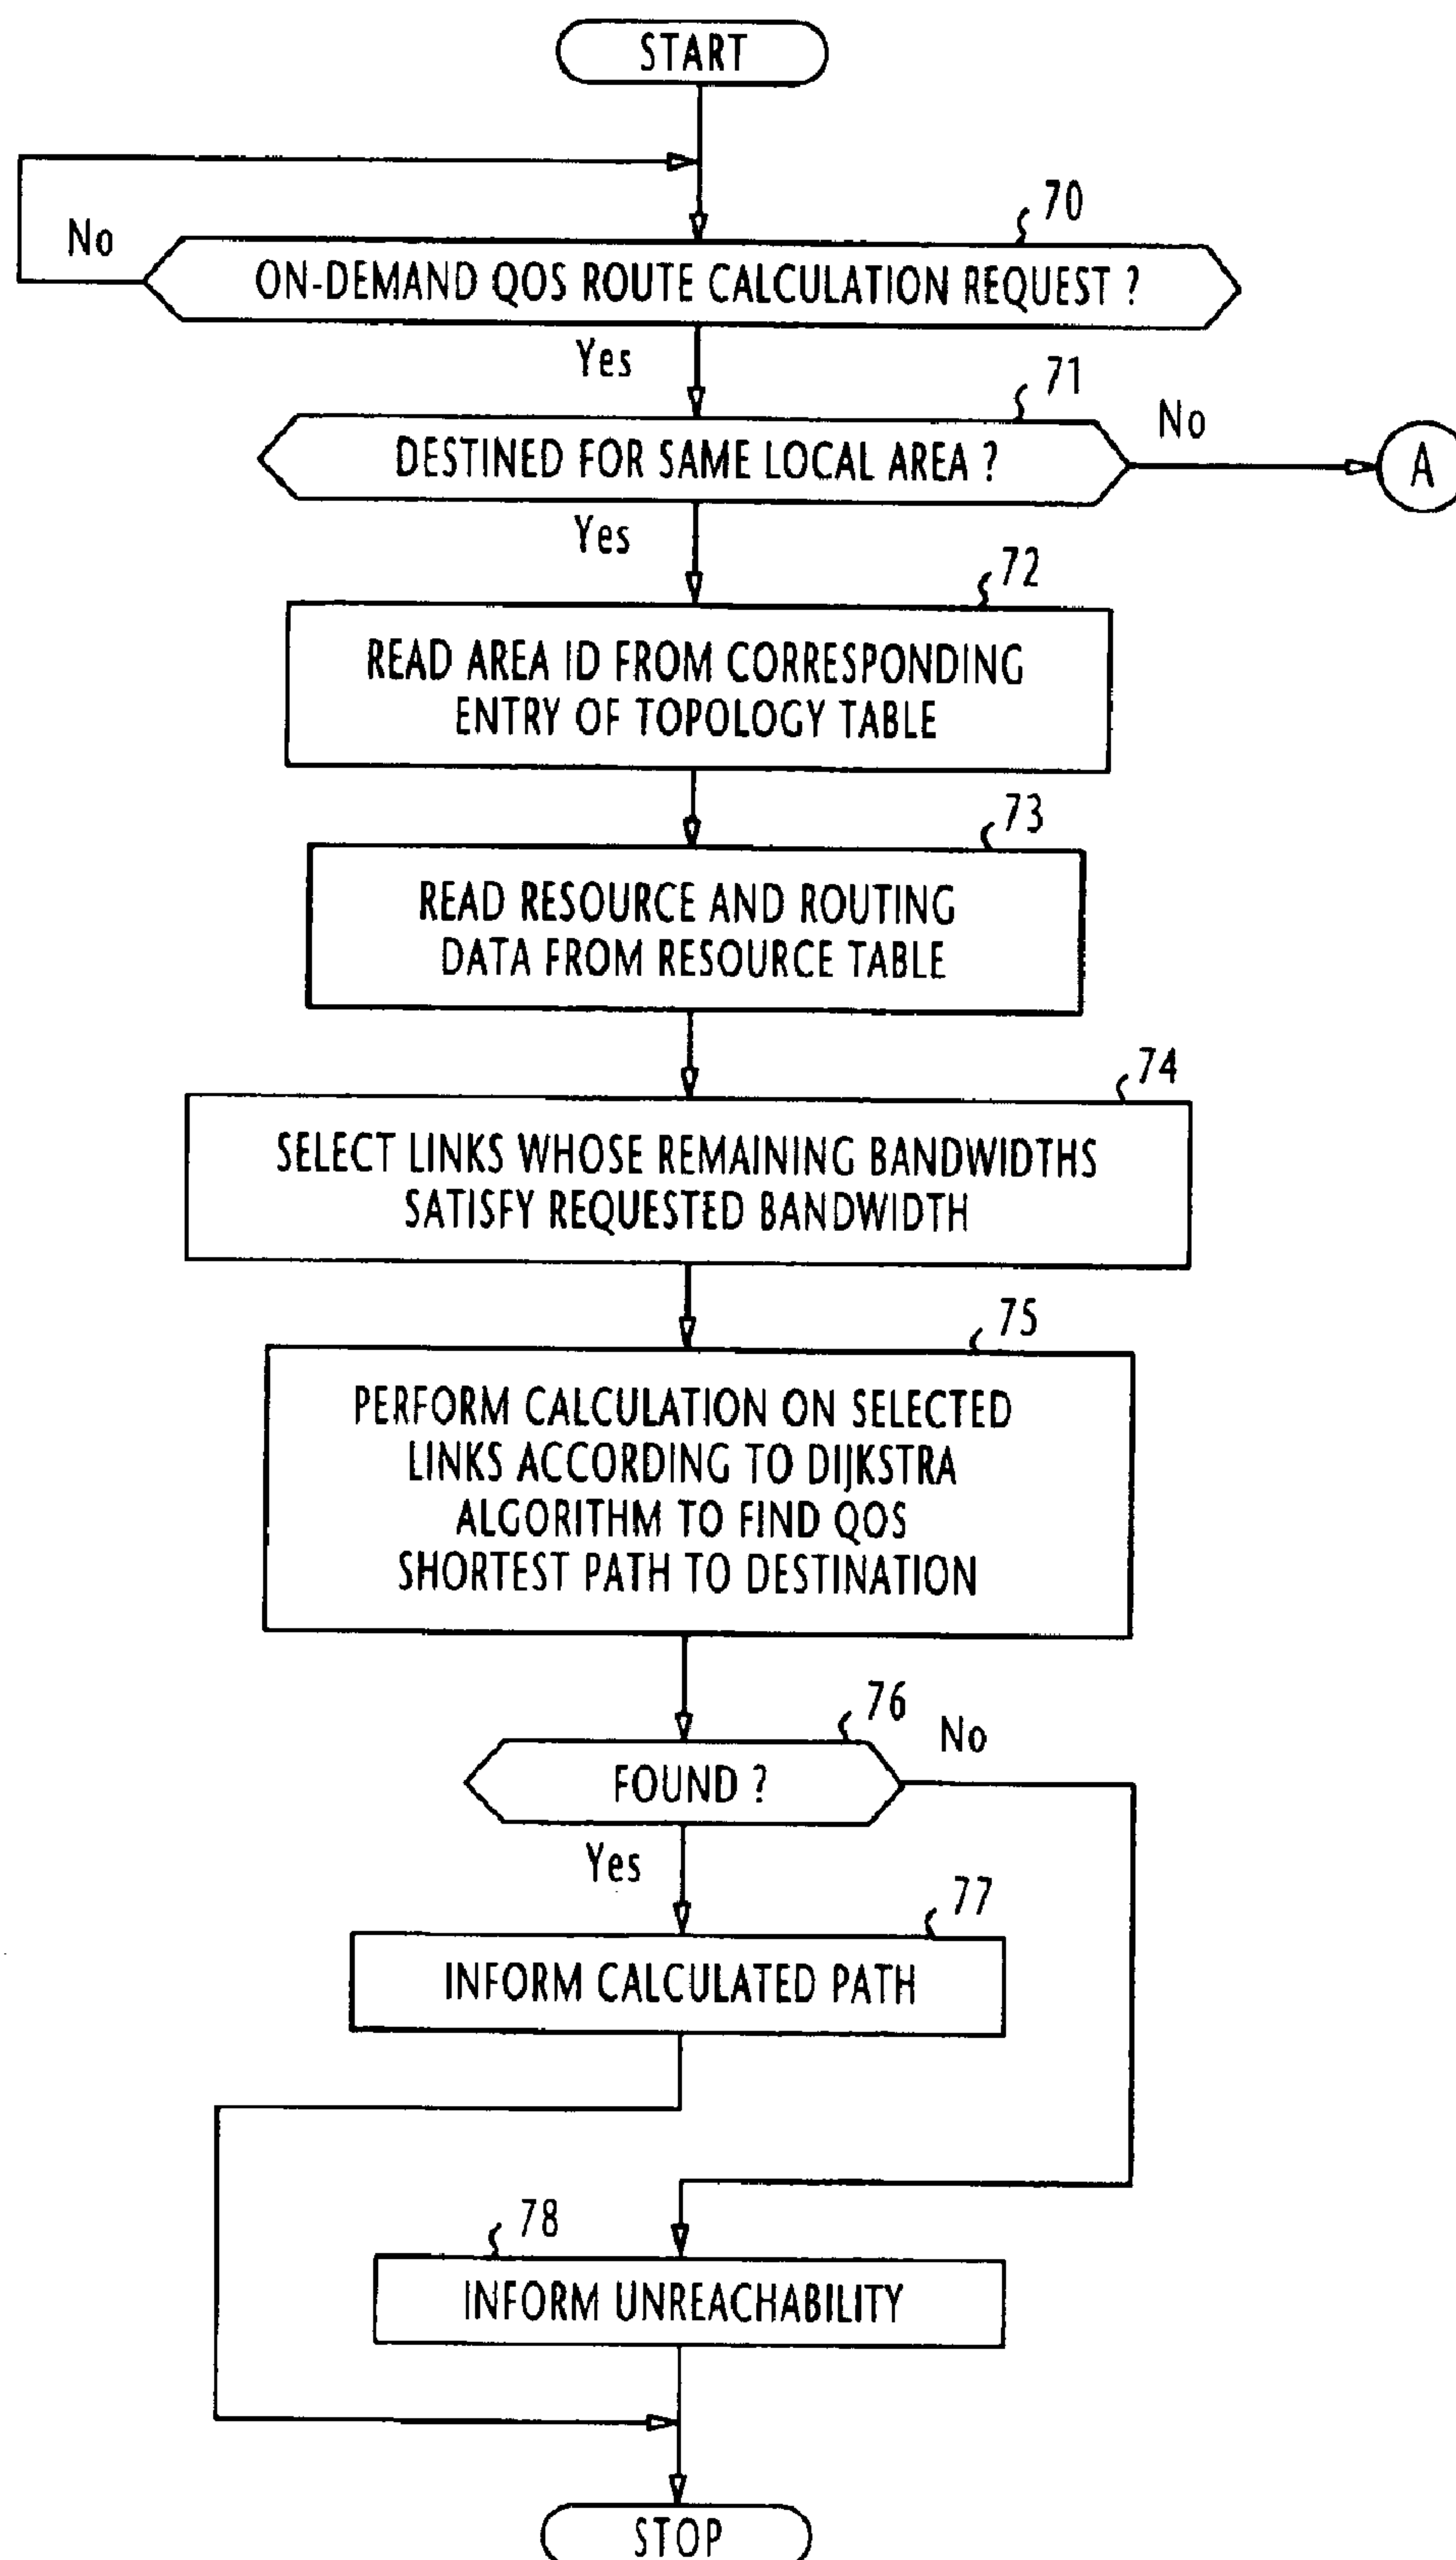 START
70
No
ON-DEMAND QOS ROUTE CALCULATION REQUEST ?
Yes
71
DESTINED FOR SAME LOCAL AREA ?
No
A
Yes
72
READ AREA ID FROM CORRESPONDING
ENTRY OF TOPOLOGY TABLE
73
READ RESOURCE AND ROUTING
DATA FROM RESOURCE TABLE
74
SELECT LINKS WHOSE REMAINING BANDWIDTHS
SATISFY REQUESTED BANDWIDTH
75
PERFORM CALCULATION ON SELECTED
LINKS ACCORDING TO DIJKSTRA
ALGORITHM TO FIND QOS
SHORTEST PATH TO DESTINATION
76
No
FOUND ?
Yes
77
INFORM CALCULATED PATH
78
INFORM UNREACHABILITY
STOP